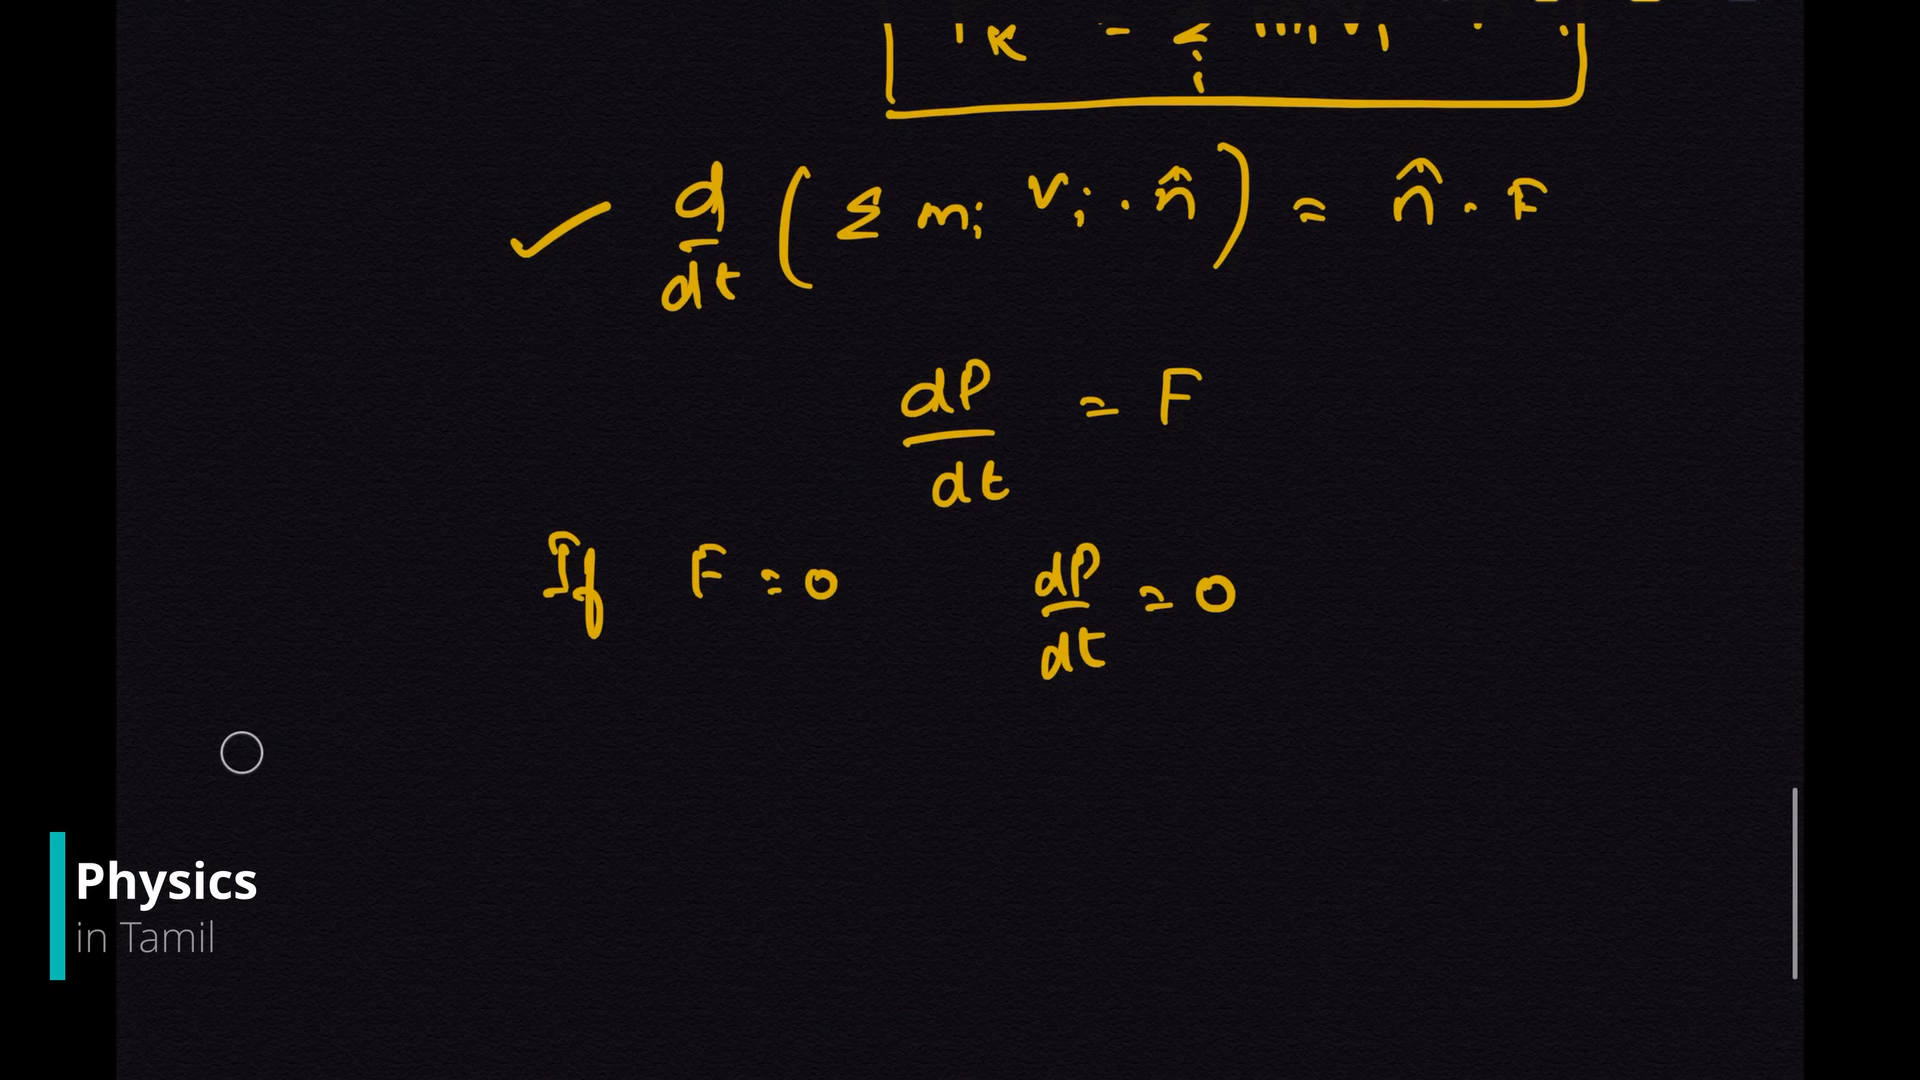 d/dt ( Σ mᵢ vᵢ · n̂ ) = n̂ · F
dP/dt = F
If F = 0 dP/dt = 0
Physics
in Tamil